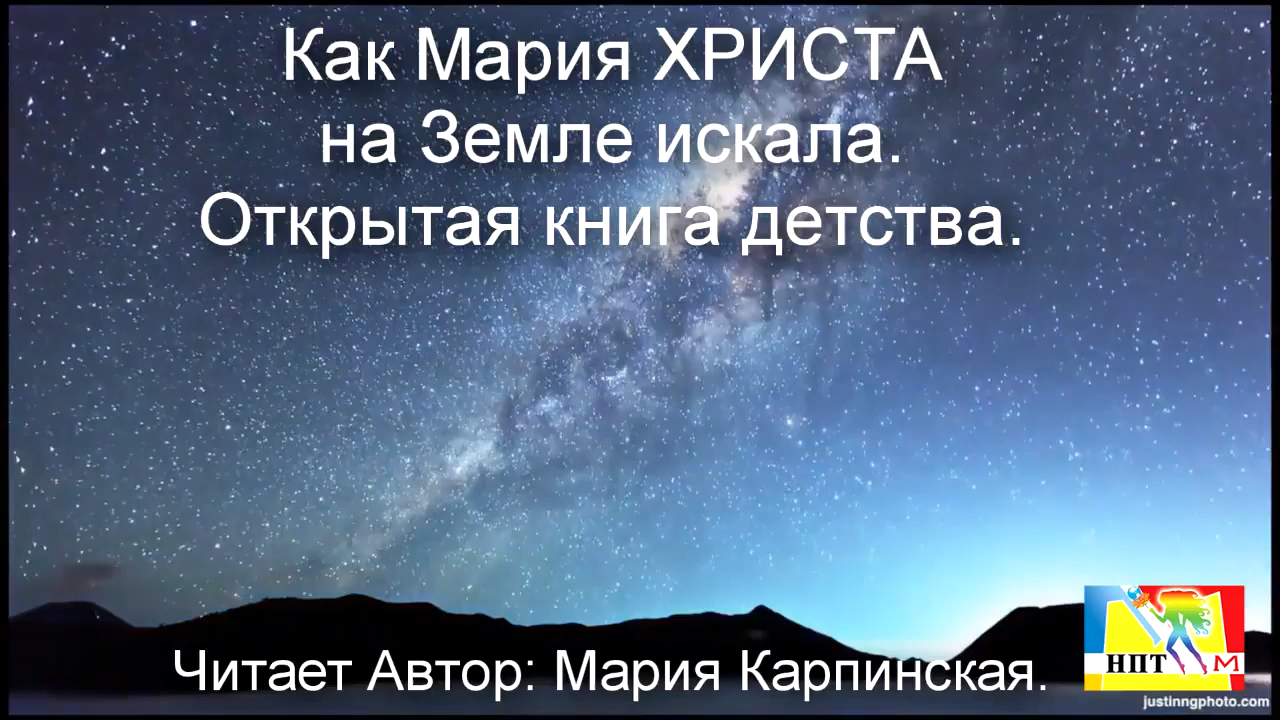 Как Мария ХРИСТА
на Земле искала.
Открытая книга детства.
Читает Автор: Мария Карпинская.
НПТ М
justinngphoto.com